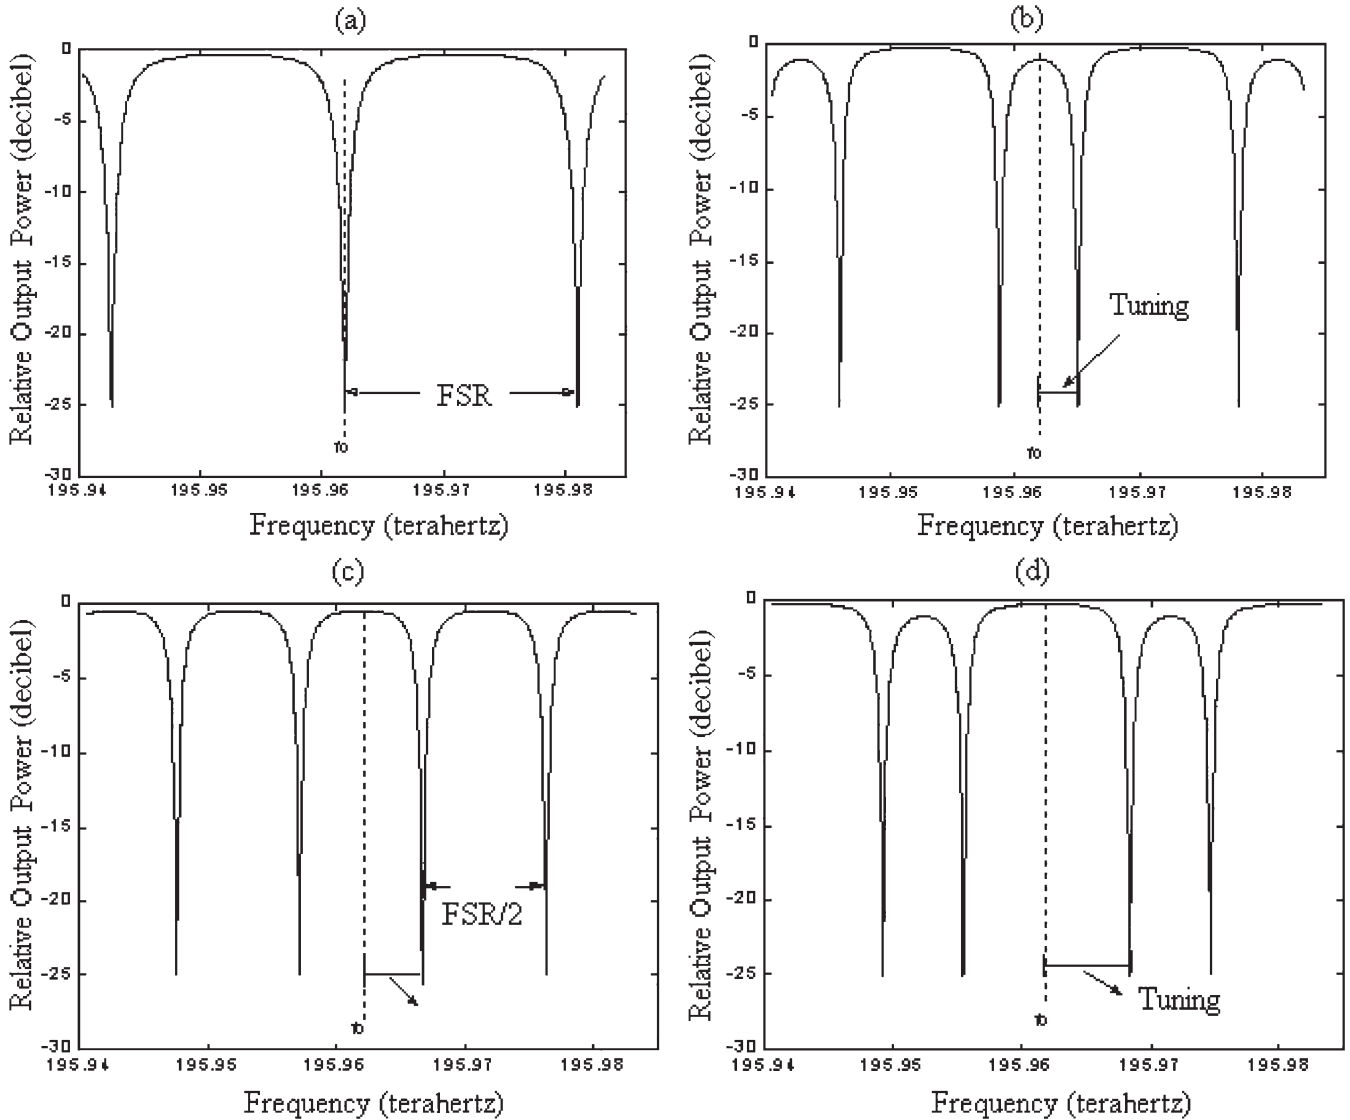 (a)
Relative Output Power (decibel)
0
-5
-10
-15
-20
-25
-30
FSR
fo
195.94
195.95
195.96
195.97
195.98
Frequency (terahertz)
(b)
Relative Output Power (decibel)
0
-5
-10
-15
-20
-25
-30
Tuning
fo
195.94
195.95
195.96
195.97
195.98
Frequency (terahertz)
(c)
Relative Output Power (decibel)
0
-5
-10
-15
-20
-25
-30
FSR/2
fo
195.94
195.95
195.96
195.97
195.98
Frequency (terahertz)
(d)
Relative Output Power (decibel)
0
-5
-10
-15
-20
-25
-30
Tuning
fo
195.94
195.95
195.96
195.97
195.98
Frequency (terahertz)